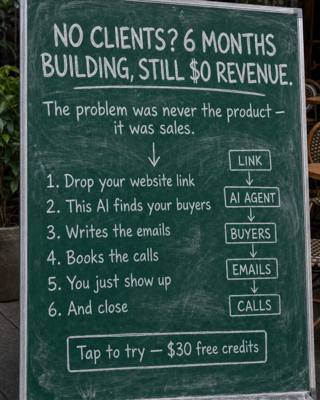 NO CLIENTS? 6 MONTHS
BUILDING, STILL $0 REVENUE.
The problem was never the product –
it was sales.
1. Drop your website link
2. This AI finds your buyers
3. Writes the emails
4. Books the calls
5. You just show up
6. And close
LINK
AI AGENT
BUYERS
EMAILS
CALLS
Tap to try — $30 free credits